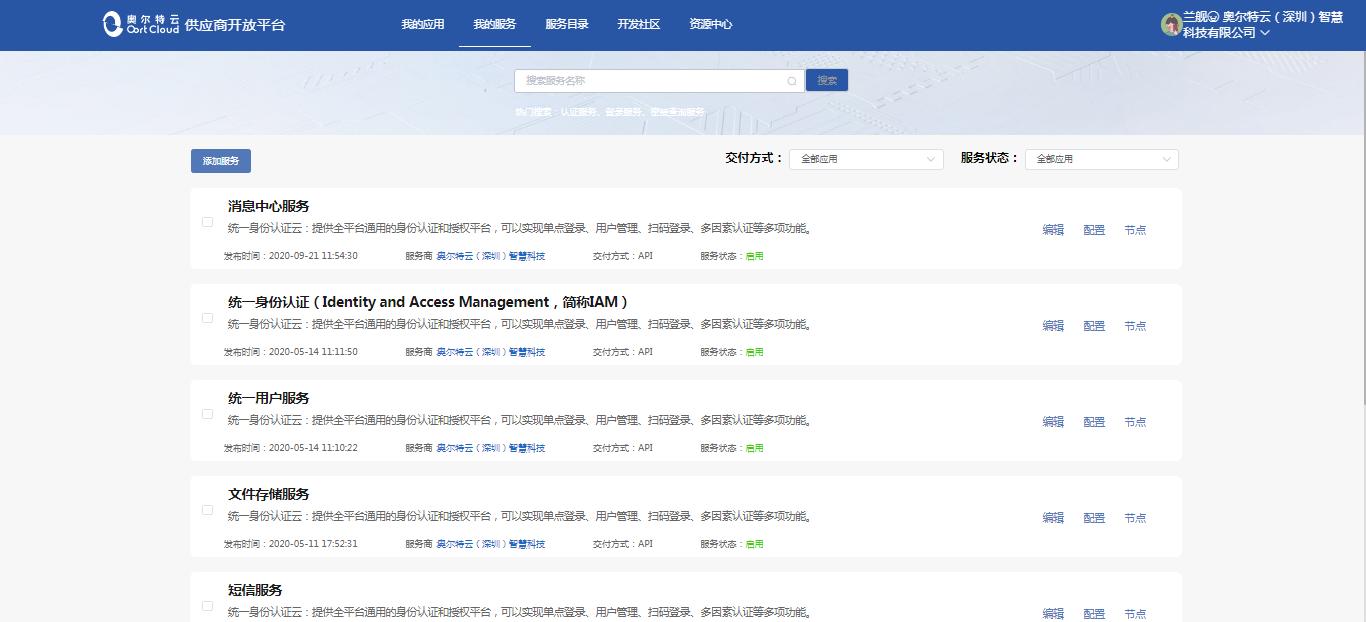 奥尔特云
Oort Cloud
供应商开放平台
我的应用 我的服务 服务目录 开发社区 资源中心
兰舰 奥尔特云（深圳）智慧
科技有限公司
搜索服务名称 搜索
热门搜索：认证服务、登录服务、密码查询服务
添加服务 交付方式： 全部应用 服务状态： 全部应用
消息中心服务
统一身份认证云：提供全平台通用的身份认证和授权平台，可以实现单点登录、用户管理、扫码登录、多因素认证等多项功能。
编辑 配置 节点
发布时间：2020-09-21 11:54:30 服务商 奥尔特云（深圳）智慧科技 交付方式：API 服务状态：启用
统一身份认证（Identity and Access Management，简称IAM）
统一身份认证云：提供全平台通用的身份认证和授权平台，可以实现单点登录、用户管理、扫码登录、多因素认证等多项功能。
编辑 配置 节点
发布时间：2020-05-14 11:11:50 服务商 奥尔特云（深圳）智慧科技 交付方式：API 服务状态：启用
统一用户服务
统一身份认证云：提供全平台通用的身份认证和授权平台，可以实现单点登录、用户管理、扫码登录、多因素认证等多项功能。
编辑 配置 节点
发布时间：2020-05-14 11:10:22 服务商 奥尔特云（深圳）智慧科技 交付方式：API 服务状态：启用
文件存储服务
统一身份认证云：提供全平台通用的身份认证和授权平台，可以实现单点登录、用户管理、扫码登录、多因素认证等多项功能。
编辑 配置 节点
发布时间：2020-05-11 17:52:31 服务商 奥尔特云（深圳）智慧科技 交付方式：API 服务状态：启用
短信服务
统一身份认证云：提供全平台通用的身份认证和授权平台，可以实现单点登录、用户管理、扫码登录、多因素认证等多项功能。
编辑 配置 节点